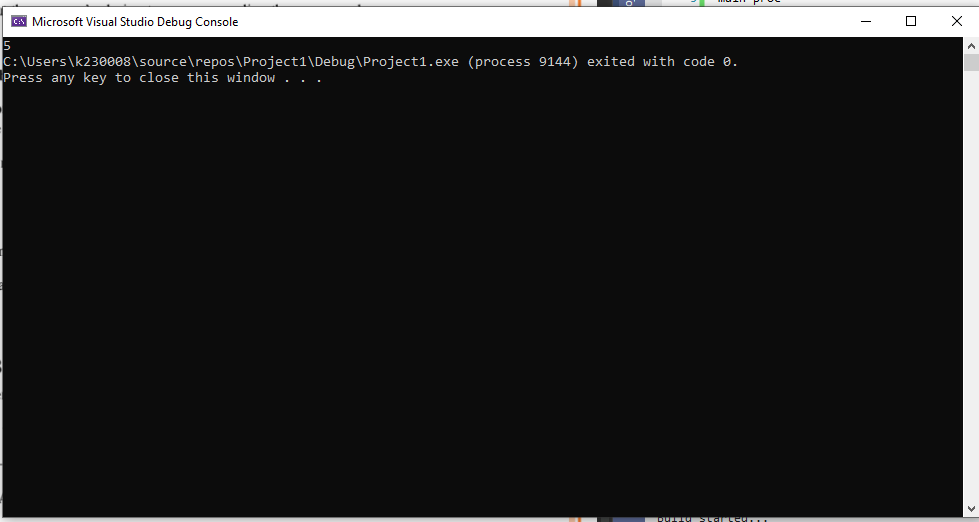 main proc
Microsoft Visual Studio Debug Console
5
C:\Users\k230008\source\repos\Project1\Debug\Project1.exe (process 9144) exited with code 0.
Press any key to close this window . . .
Build started...